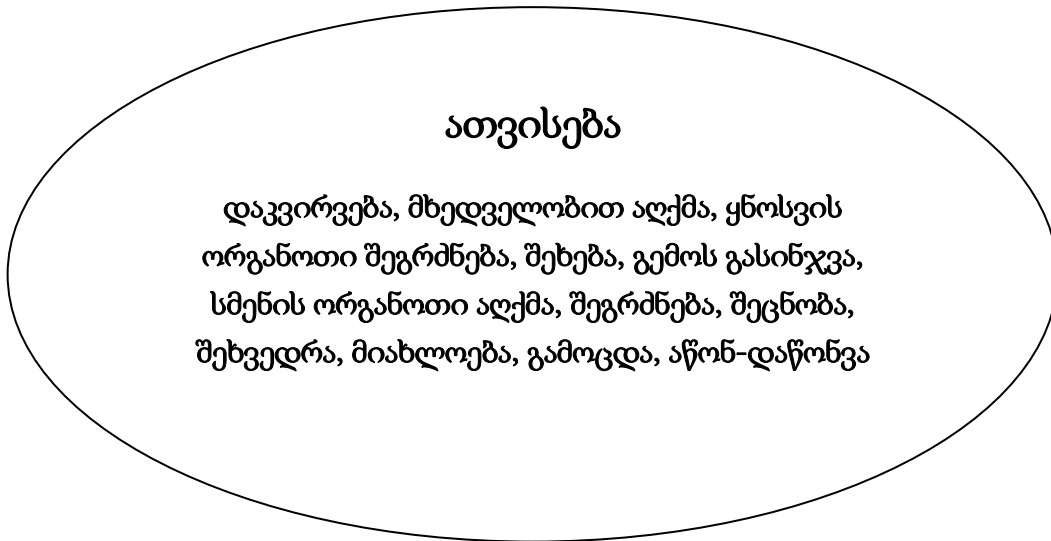 ათვისება
დაკვირვება, მხედველობით აღქმა, ყნოსვის
ორგანოთი შეგრძნება, შეხება, გემოს გასინჯვა,
სმენის ორგანოთი აღქმა, შეგრძნება, შეცნობა,
შეხვედრა, მიახლოება, გამოცდა, აწონ-დაწონვა